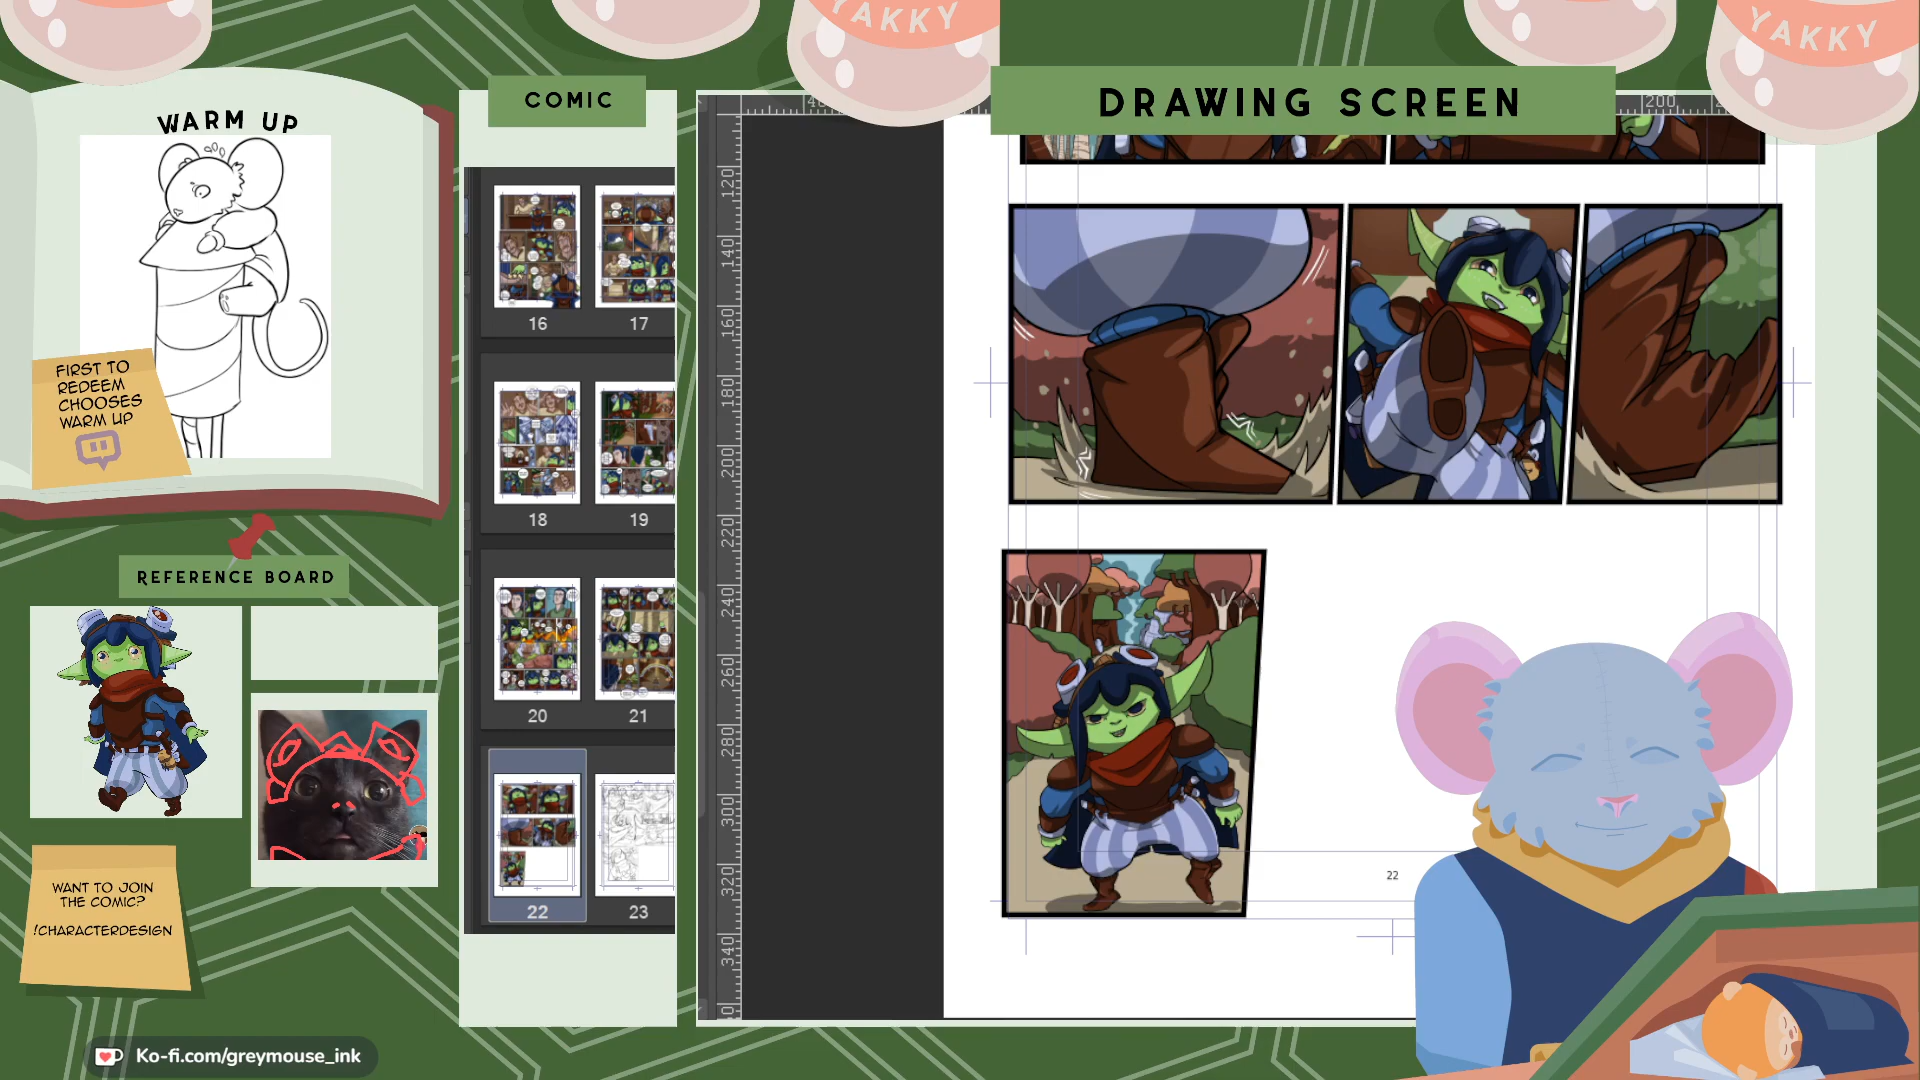 YAKKY
YAKKY
WARM UP
COMIC
DRAWING SCREEN
FIRST TO
REDEEM
CHOOSES
WARM UP
16
17
18
19
20
21
22
23
REFERENCE BOARD
WANT TO JOIN
THE COMIC?
!CHARACTERDESIGN
Ko-fi.com/greymouse_ink
200
120
140
160
180
200
220
240
260
280
300
320
340
22